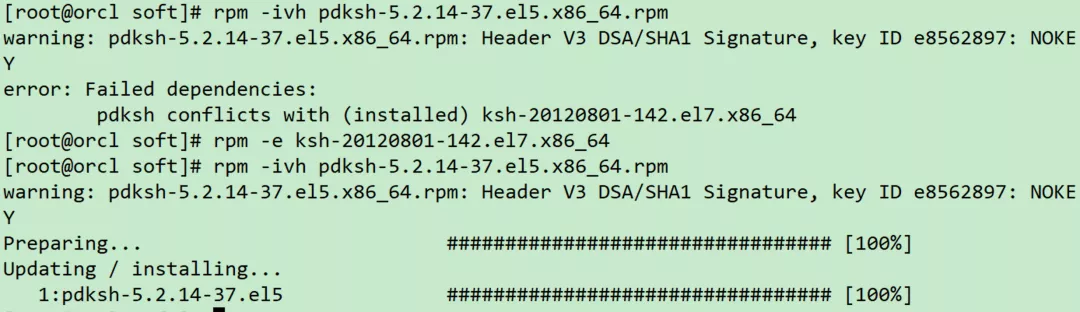 [root@orcl soft]# rpm -ivh pdksh-5.2.14-37.el5.x86_64.rpm
warning: pdksh-5.2.14-37.el5.x86_64.rpm: Header V3 DSA/SHA1 Signature, key ID e8562897: NOKE
Y
error: Failed dependencies:
        pdksh conflicts with (installed) ksh-20120801-142.el7.x86_64
[root@orcl soft]# rpm -e ksh-20120801-142.el7.x86_64
[root@orcl soft]# rpm -ivh pdksh-5.2.14-37.el5.x86_64.rpm
warning: pdksh-5.2.14-37.el5.x86_64.rpm: Header V3 DSA/SHA1 Signature, key ID e8562897: NOKE
Y
Preparing...                          ################################# [100%]
Updating / installing...
   1:pdksh-5.2.14-37.el5              ################################# [100%]